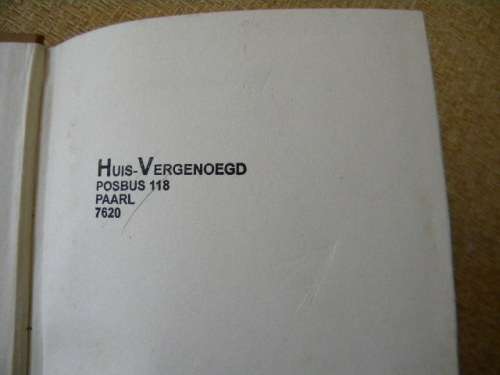 HUIS-VERGENOEGD
POSBUS 118
PAARL
7620